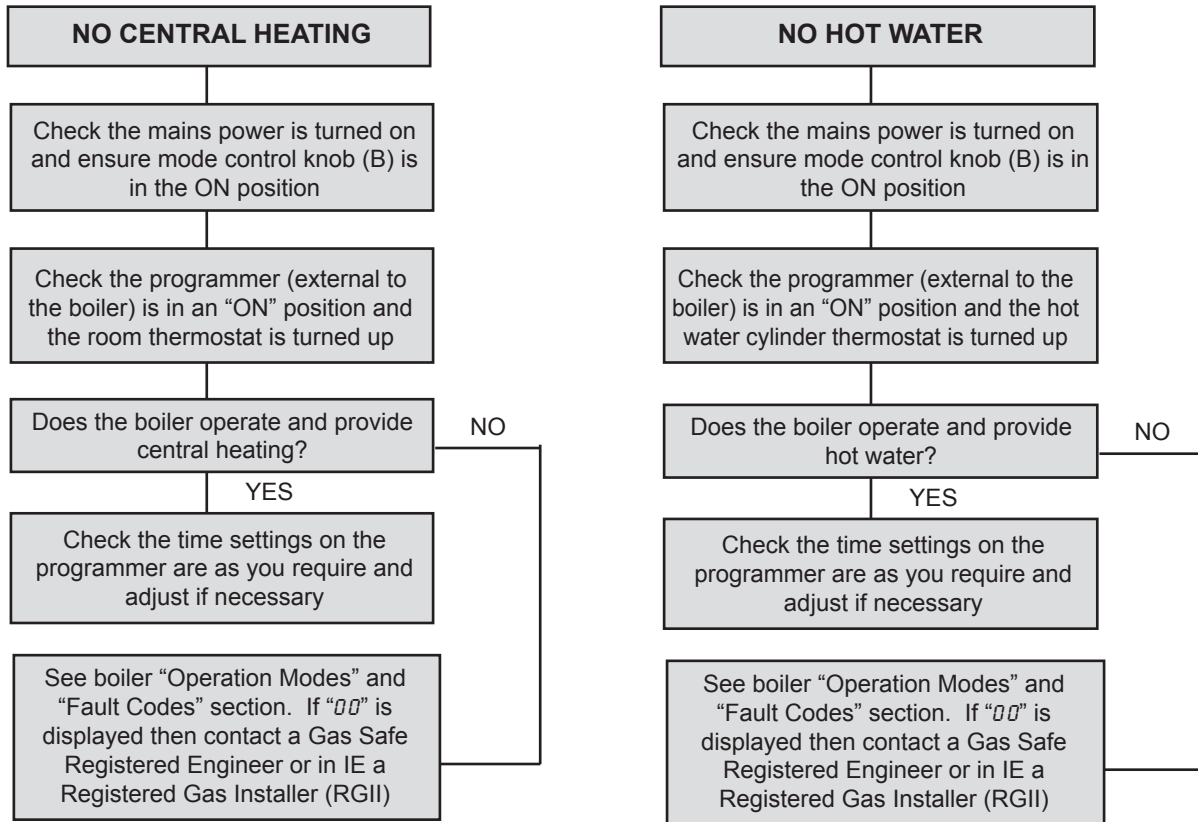 NO CENTRAL HEATING
Check the mains power is turned on
and ensure mode control knob (B) is
in the ON position
Check the programmer (external to
the boiler) is in an “ON” position and
the room thermostat is turned up
Does the boiler operate and provide
central heating?
NO
YES
Check the time settings on the
programmer are as you require and
adjust if necessary
See boiler “Operation Modes” and
“Fault Codes” section.  If “00” is
displayed then contact a Gas Safe
Registered Engineer or in IE a
Registered Gas Installer (RGII)
NO HOT WATER
Check the mains power is turned on
and ensure mode control knob (B) is in
the ON position
Check the programmer (external to the
boiler) is in an “ON” position and the hot
water cylinder thermostat is turned up
Does the boiler operate and provide
hot water?
NO
YES
Check the time settings on the
programmer are as you require and
adjust if necessary
See boiler “Operation Modes” and
“Fault Codes” section.  If “00” is
displayed then contact a Gas Safe
Registered Engineer or in IE a
Registered Gas Installer (RGII)